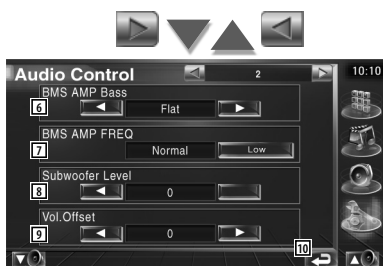 Audio Control 2 10:10
BMS AMP Bass
6 Flat
BMS AMP FREQ
7 Normal Low
Subwoofer Level
8 0
Vol.Offset
9 0
10